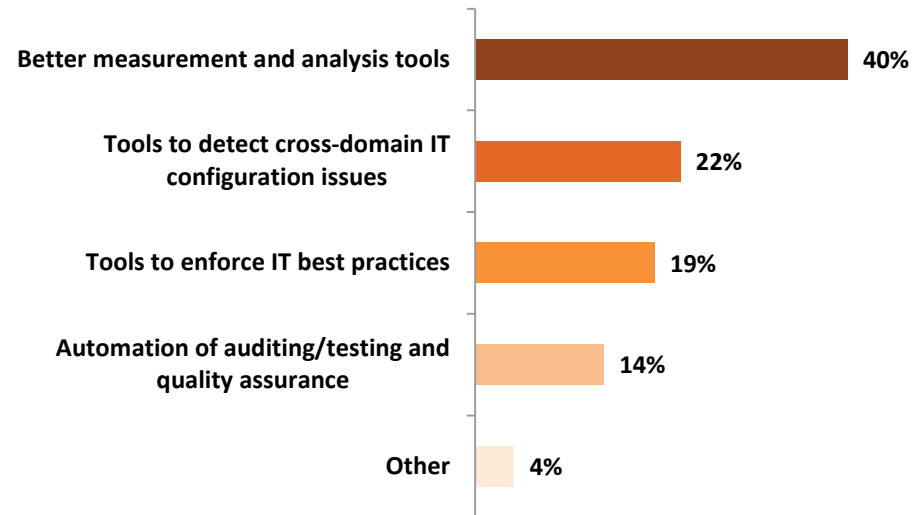 Better measurement and analysis tools 40%
Tools to detect cross-domain IT
configuration issues 22%
Tools to enforce IT best practices 19%
Automation of auditing/testing and
quality assurance 14%
Other 4%